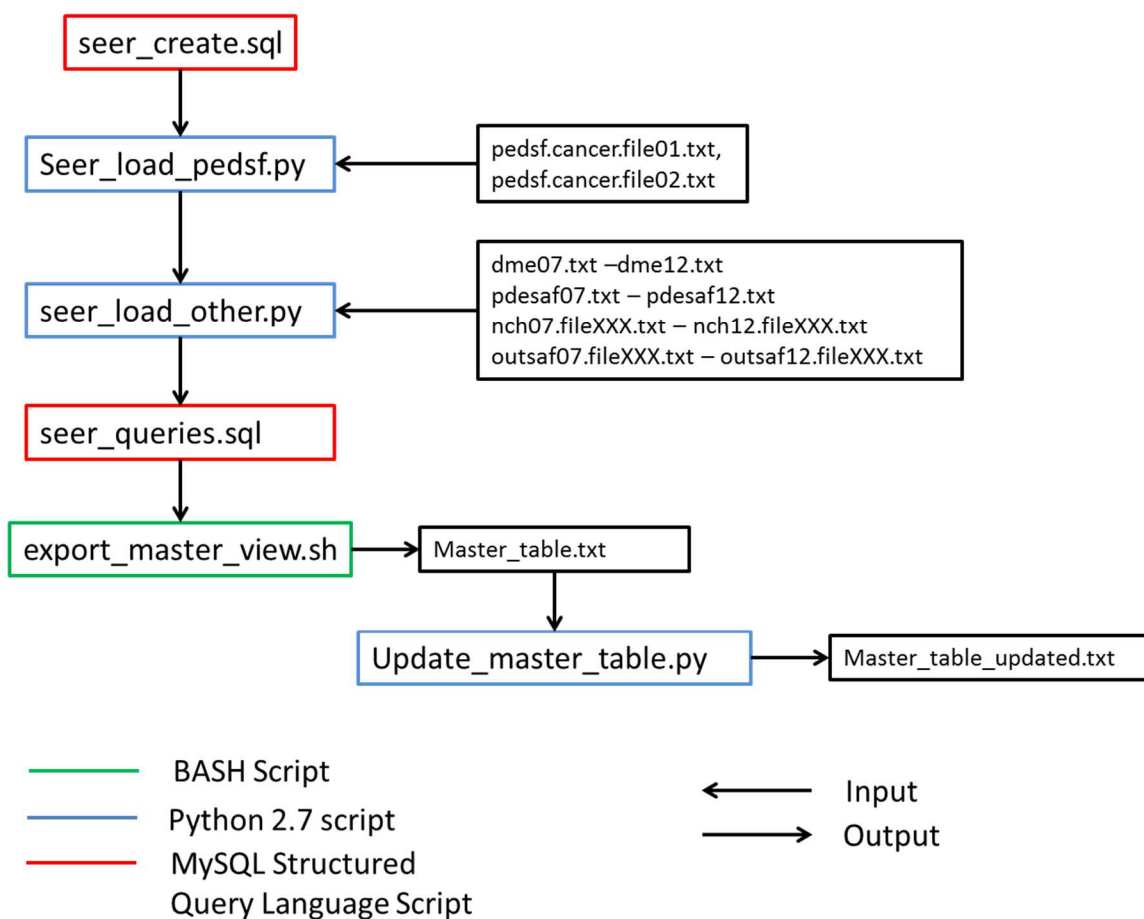 seer_create.sql
Seer_load_pedsf.py
pedsf.cancer.file01.txt,
pedsf.cancer.file02.txt
seer_load_other.py
dme07.txt –dme12.txt
pdesaf07.txt – pdesaf12.txt
nch07.fileXXX.txt – nch12.fileXXX.txt
outsaf07.fileXXX.txt – outsaf12.fileXXX.txt
seer_queries.sql
export_master_view.sh
Master_table.txt
Update_master_table.py
Master_table_updated.txt
BASH Script
Python 2.7 script
MySQL Structured
Query Language Script
Input
Output